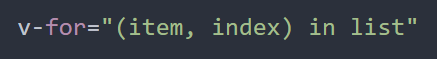 v-for="(item, index) in list"